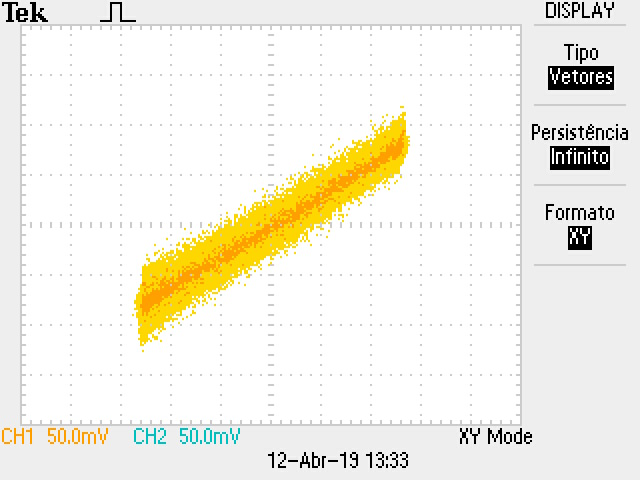 Tek
DISPLAY
Tipo
Vetores
Persistência
Infinito
Formato
XY
CH1 50.0mV CH2 50.0mV XY Mode
12-Abr-19 13:33